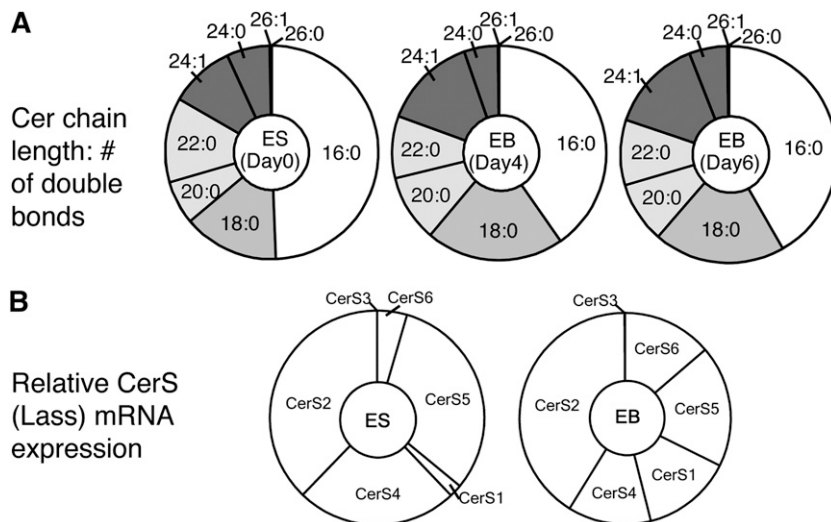 A
Cer chain
length: #
of double
bonds
24:1
24:0
26:1
26:0
22:0
20:0
18:0
16:0
ES
(Day0)
24:1
24:0
26:1
26:0
22:0
20:0
18:0
16:0
EB
(Day4)
24:1
24:0
26:1
26:0
22:0
20:0
18:0
16:0
EB
(Day6)
B
Relative CerS
(Lass) mRNA
expression
CerS3
CerS6
CerS2
CerS5
ES
CerS4
CerS1
CerS3
CerS6
CerS2
CerS5
EB
CerS4
CerS1